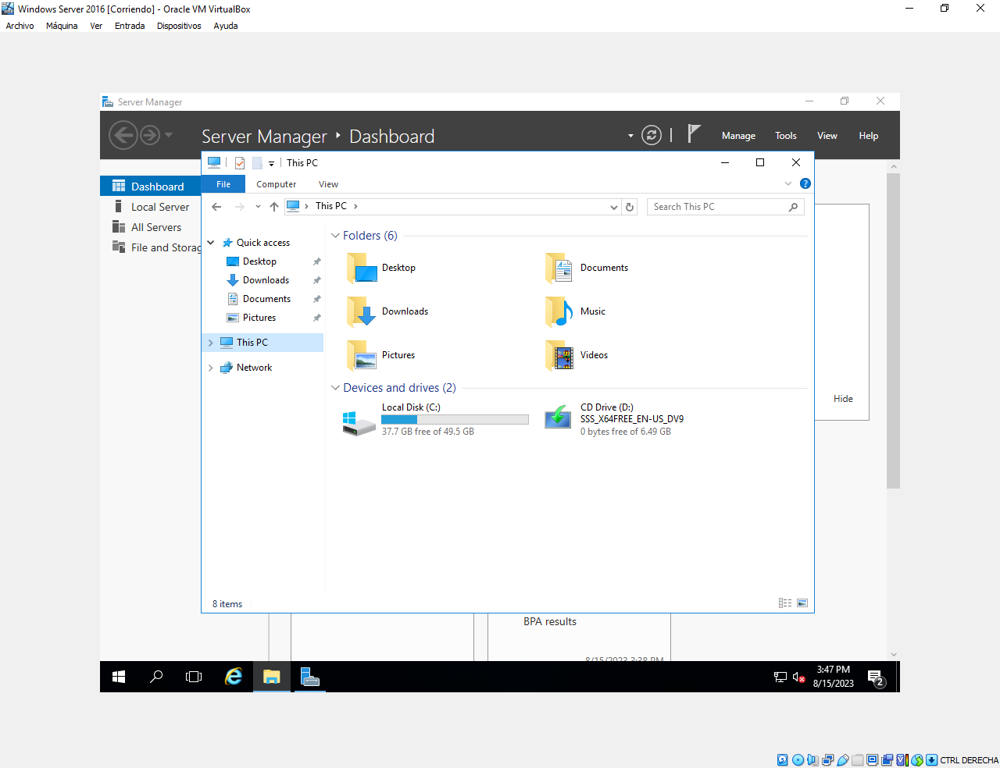 Windows Server 2016 [Corriendo] - Oracle VM VirtualBox
Archivo Máquina Ver Entrada Dispositivos Ayuda
Server Manager
Server Manager Dashboard
Manage Tools View Help
This PC
File Computer View
This PC
Search This PC
Dashboard
Local Server
All Servers
File and Storag
Quick access
Desktop
Downloads
Documents
Pictures
This PC
Network
Folders (6)
Desktop
Documents
Downloads
Music
Pictures
Videos
Devices and drives (2)
Local Disk (C:)
37.7 GB free of 49.5 GB
CD Drive (D:)
SSS_X64FREE_EN-US_DV9
0 bytes free of 6.49 GB
Hide
8 items
BPA results
8/15/2023 3:38 PM
3:47 PM
8/15/2023
2
CTRL DERECHA